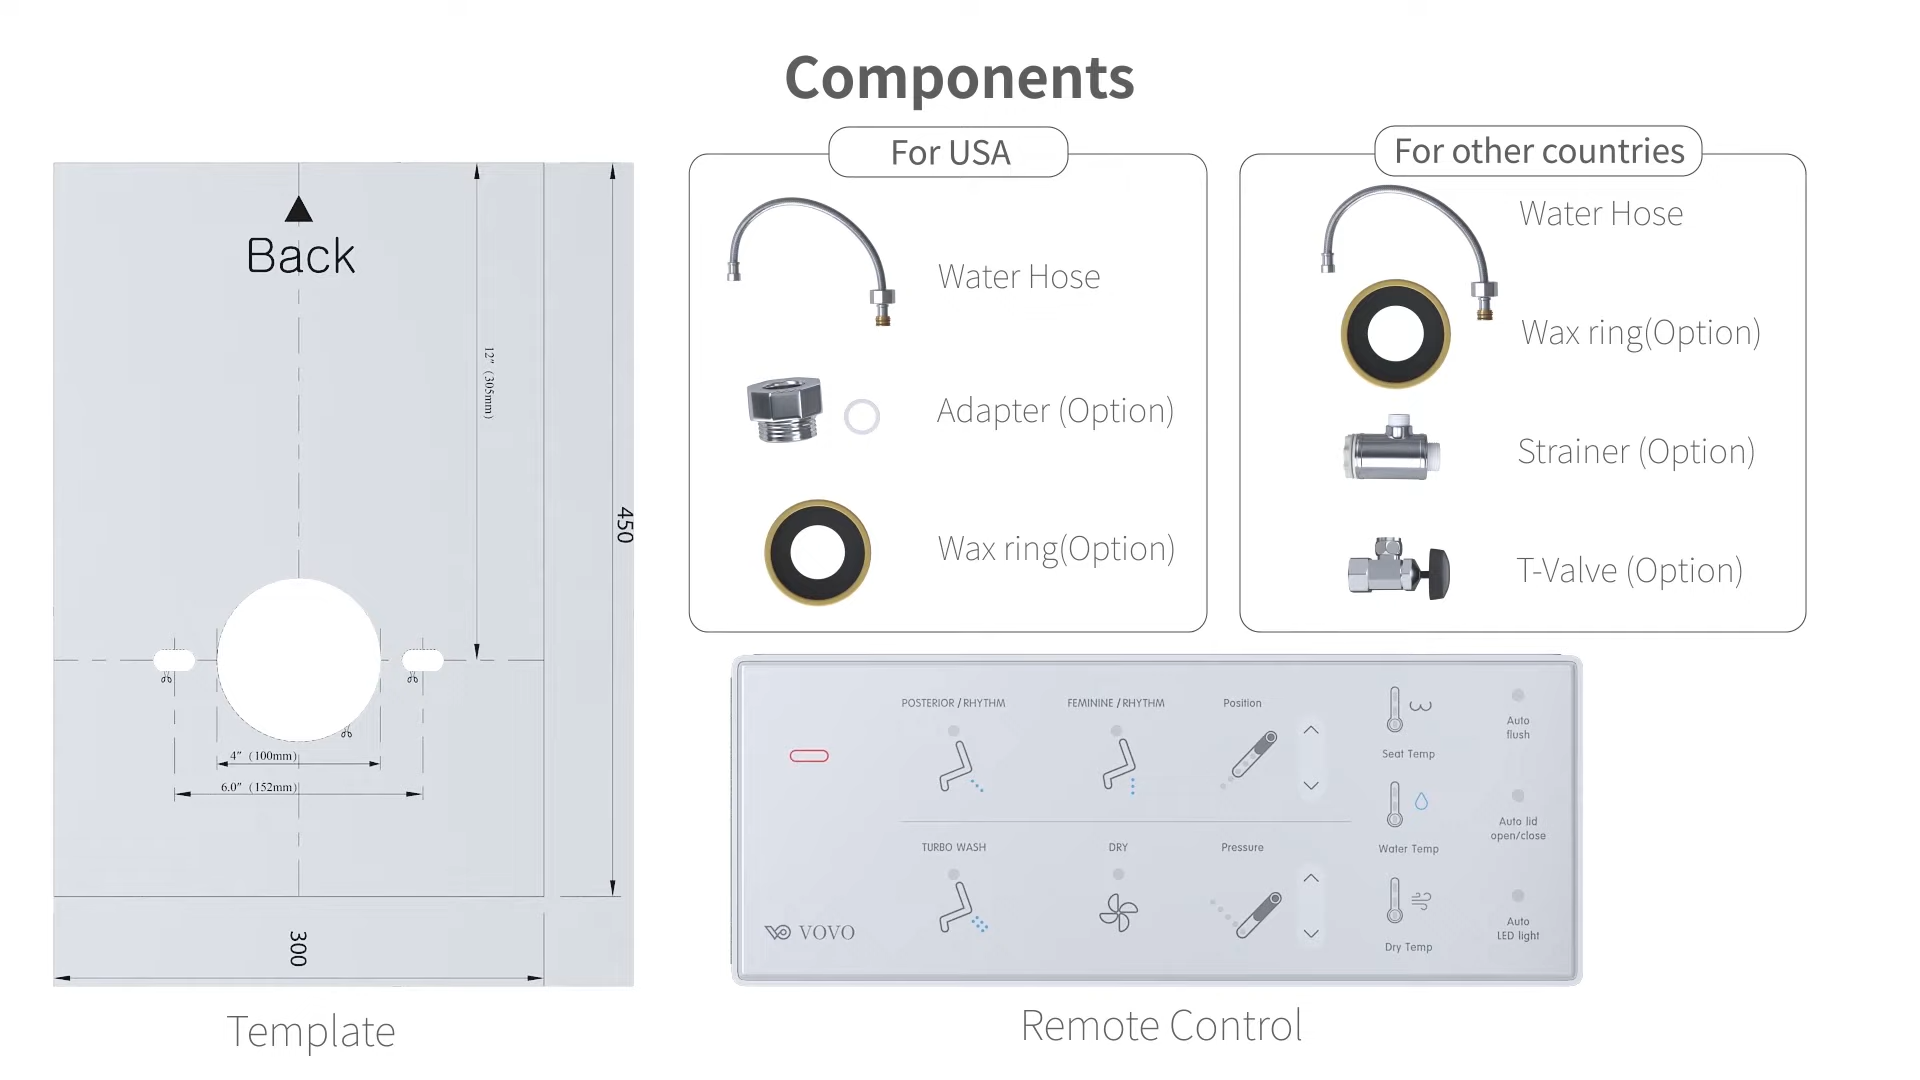 Components
Back
12″ (305mm)
450
4″ (100mm)
6.0″ (152mm)
300
Template
For USA
Water Hose
Adapter (Option)
Wax ring(Option)
For other countries
Water Hose
Wax ring(Option)
Strainer (Option)
T-Valve (Option)
POSTERIOR / RHYTHM
FEMININE / RHYTHM
Position
Seat Temp
Auto
flush
TURBO WASH
DRY
Pressure
Water Temp
Auto lid
open/close
Dry Temp
Auto
LED light
VOVO
Remote Control